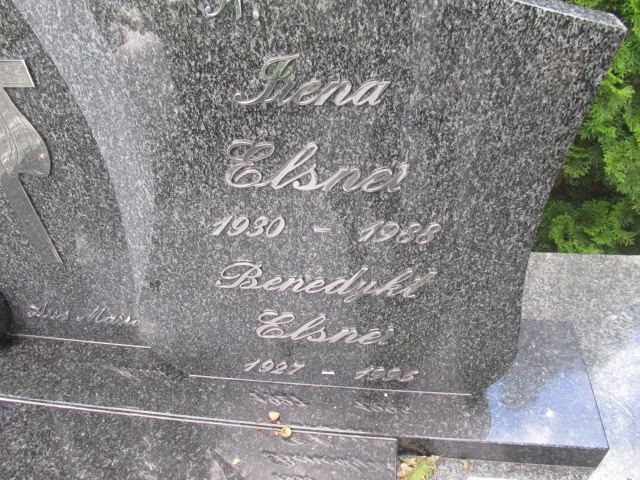 Irena
Elsner
1930 - 1988
Benedykt
Elsner
1927 -